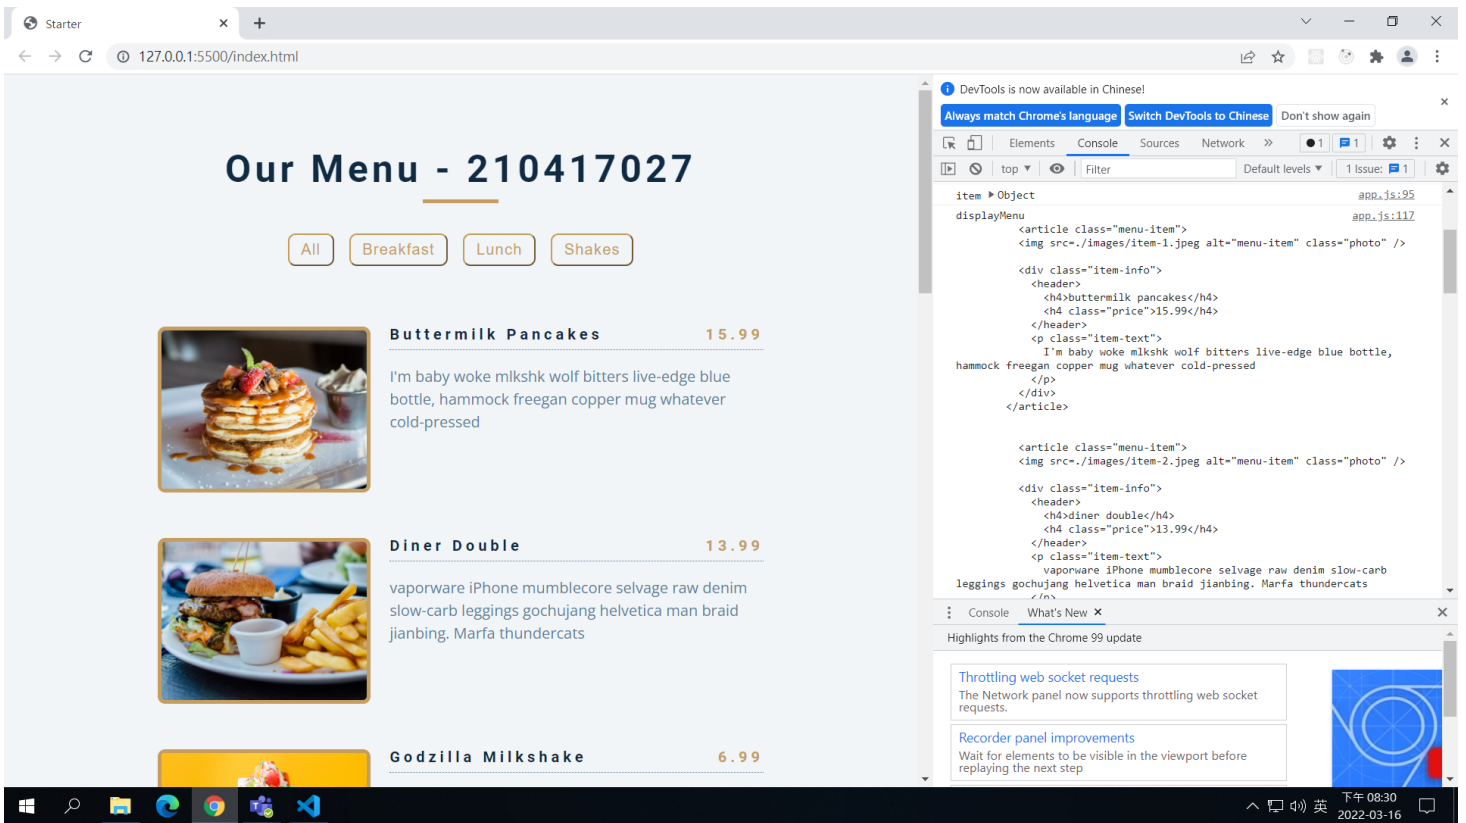 Starter
127.0.0.1:5500/index.html
Our Menu - 210417027
All
Breakfast
Lunch
Shakes
Buttermilk Pancakes 15.99
I'm baby woke mlkshk wolf bitters live-edge blue
bottle, hammock freegan copper mug whatever
cold-pressed
Diner Double 13.99
vaporware iPhone mumblecore selvage raw denim
slow-carb leggings gochujang helvetica man braid
jianbing. Marfa thundercats
Godzilla Milkshake 6.99
DevTools is now available in Chinese!
Always match Chrome's language Switch DevTools to Chinese Don't show again
Elements Console Sources Network » 1 1
top Filter Default levels 1 Issue: 1
item Object app.js:95
displayMenu app.js:117
<article class="menu-item">
<img src=./images/item-1.jpeg alt="menu-item" class="photo" />
<div class="item-info">
<header>
<h4>buttermilk pancakes</h4>
<h4 class="price">15.99</h4>
</header>
<p class="item-text">
I'm baby woke mlkshk wolf bitters live-edge blue bottle,
hammock freegan copper mug whatever cold-pressed
</p>
</div>
</article>
<article class="menu-item">
<img src=./images/item-2.jpeg alt="menu-item" class="photo" />
<div class="item-info">
<header>
<h4>diner double</h4>
<h4 class="price">13.99</h4>
</header>
<p class="item-text">
vaporware iPhone mumblecore selvage raw denim slow-carb
leggings gochujang helvetica man braid jianbing. Marfa thundercats
</p>
Console What's New
Highlights from the Chrome 99 update
Throttling web socket requests
The Network panel now supports throttling web socket
requests.
Recorder panel improvements
Wait for elements to be visible in the viewport before
replaying the next step
英
下午 08:30
2022-03-16